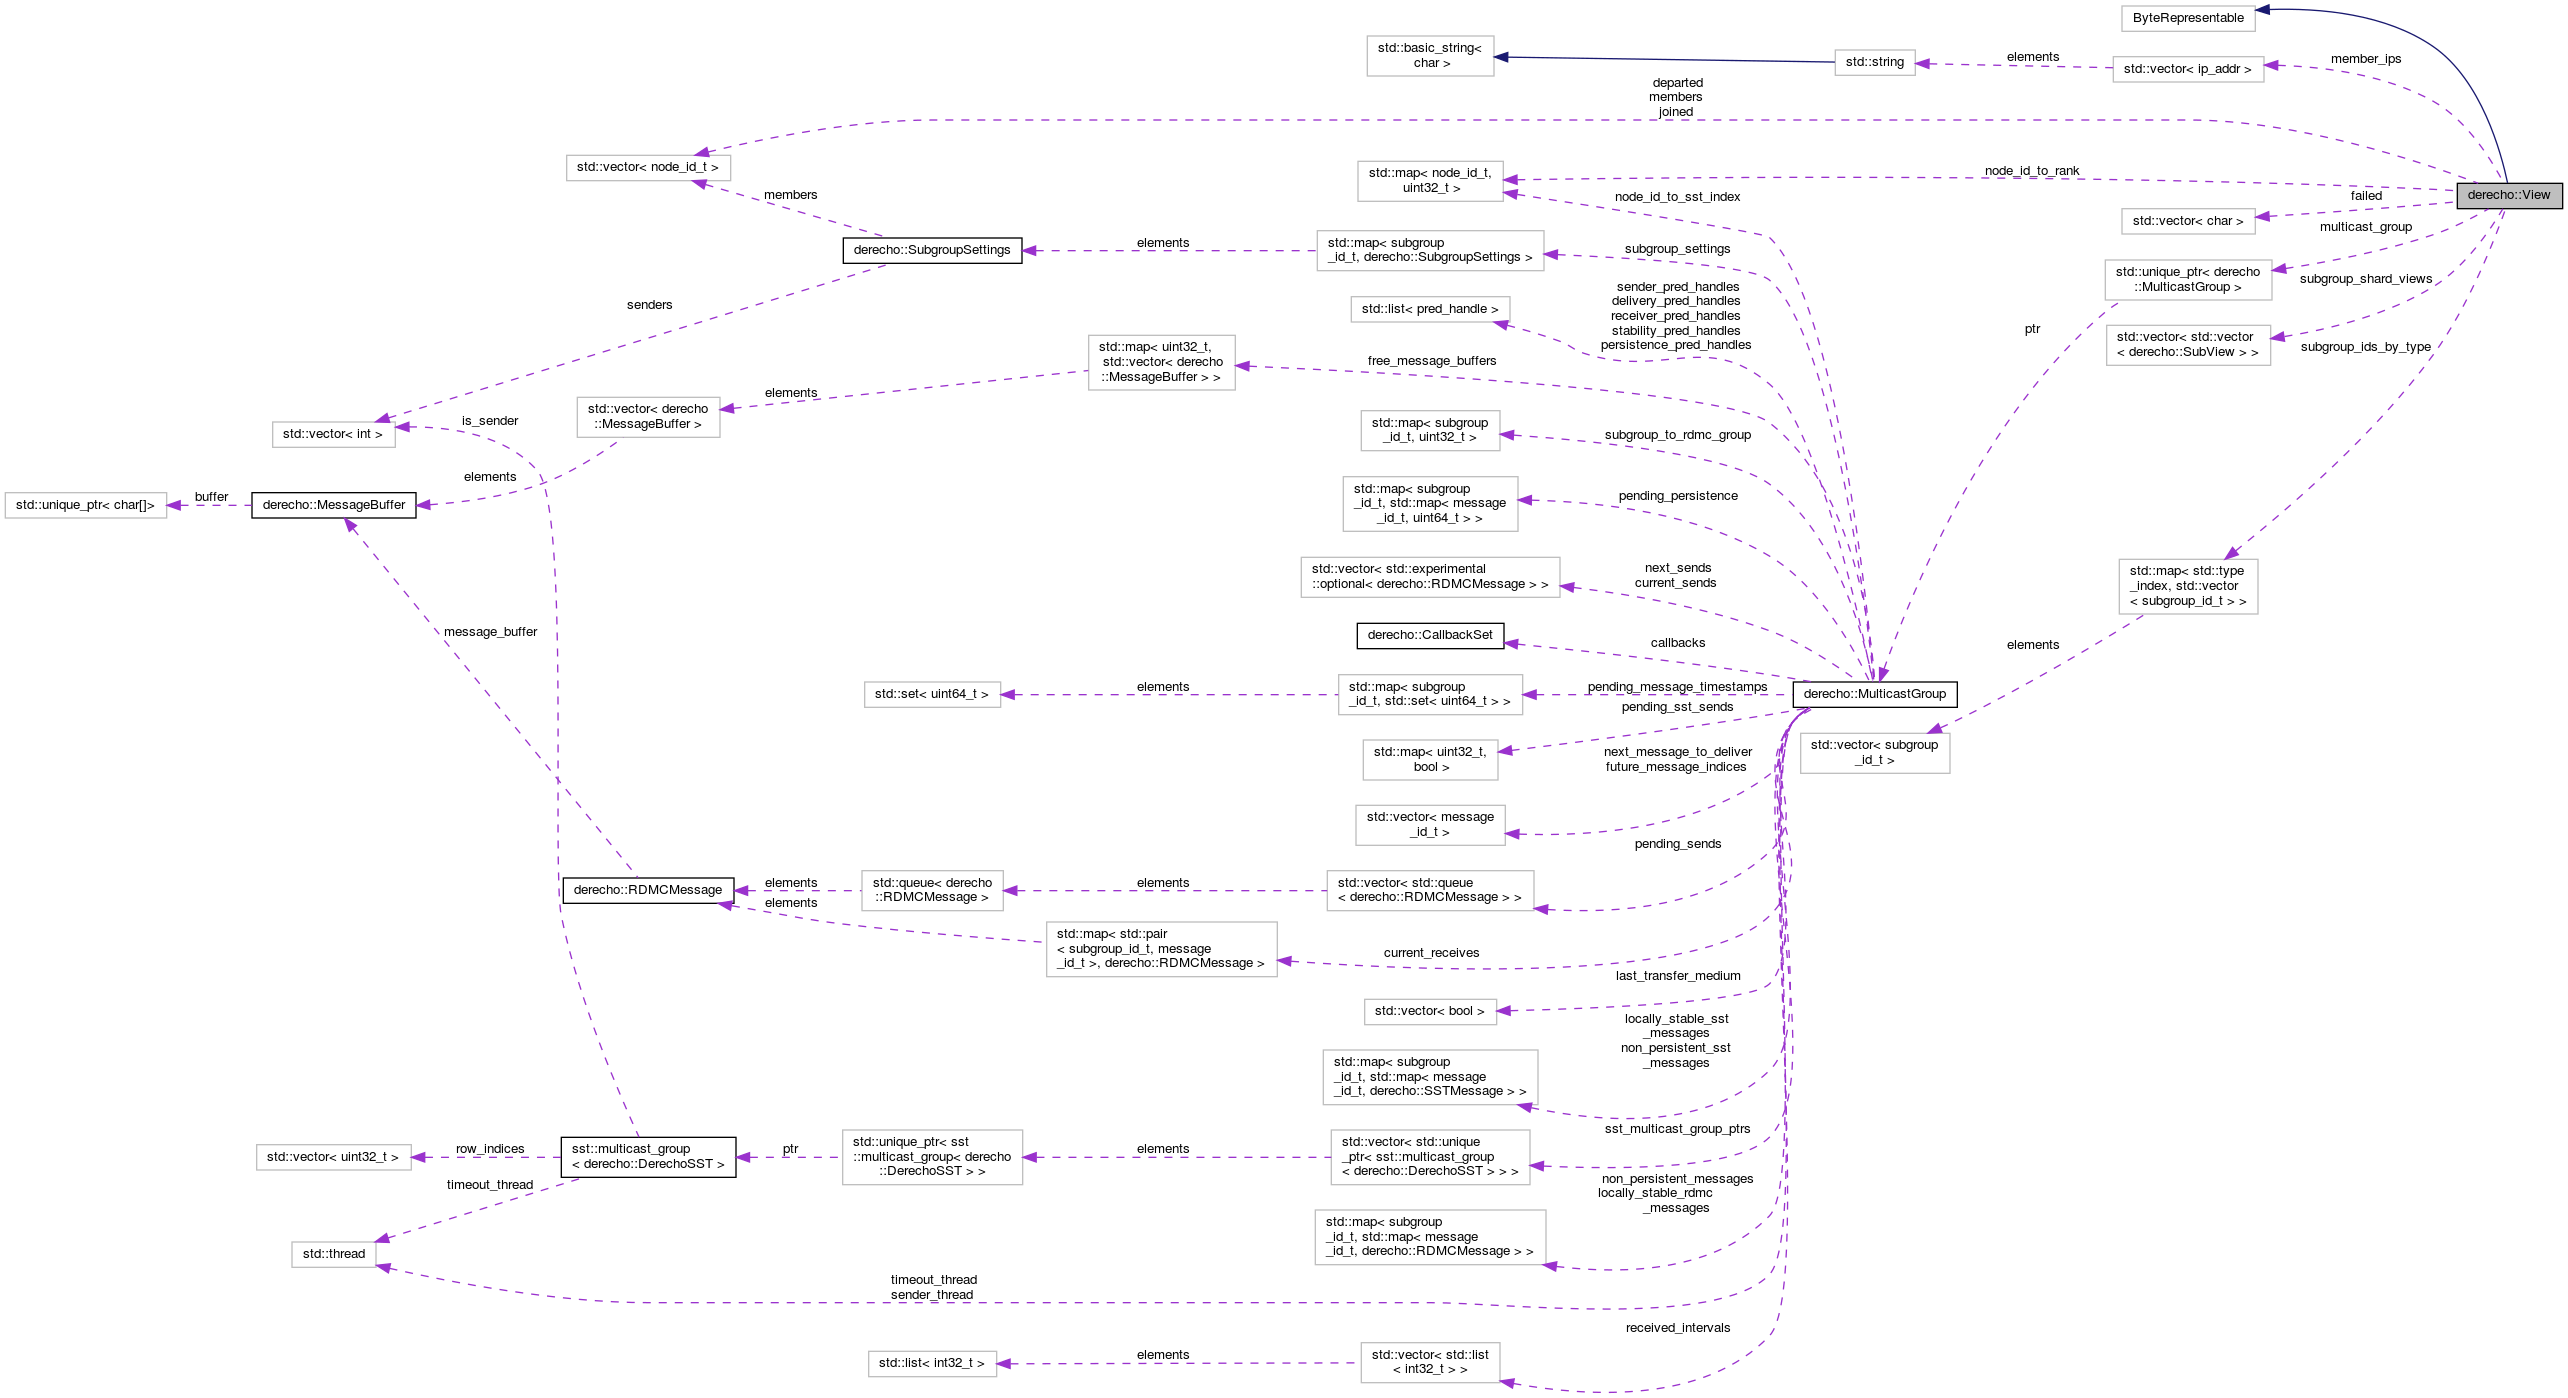 ByteRepresentable
std::basic_string<
char >
std::string
elements
std::vector< ip_addr >
member_ips
departed
members
joined
std::vector< node_id_t >
members
std::map< node_id_t,
uint32_t >
node_id_to_rank
node_id_to_sst_index
derecho::View
failed
std::vector< char >
multicast_group
derecho::SubgroupSettings
elements
std::map< subgroup
_id_t, derecho::SubgroupSettings >
subgroup_settings
std::unique_ptr< derecho
::MulticastGroup >
subgroup_shard_views
senders
std::list< pred_handle >
sender_pred_handles
delivery_pred_handles
receiver_pred_handles
stability_pred_handles
persistence_pred_handles
ptr
std::vector< std::vector
< derecho::SubView > >
subgroup_ids_by_type
std::map< uint32_t,
std::vector< derecho
::MessageBuffer > >
free_message_buffers
elements
std::vector< derecho
::MessageBuffer >
is_sender
std::vector< int >
std::map< subgroup
_id_t, uint32_t >
subgroup_to_rdmc_group
elements
std::unique_ptr< char[]>
buffer
derecho::MessageBuffer
std::map< subgroup
_id_t, std::map< message
_id_t, uint64_t > >
pending_persistence
std::vector< std::experimental
::optional< derecho::RDMCMessage > >
next_sends
current_sends
std::map< std::type
_index, std::vector
< subgroup_id_t > >
message_buffer
derecho::CallbackSet
callbacks
elements
std::set< uint64_t >
elements
std::map< subgroup
_id_t, std::set< uint64_t > >
pending_message_timestamps
derecho::MulticastGroup
pending_sst_sends
std::map< uint32_t,
bool >
next_message_to_deliver
future_message_indices
std::vector< subgroup
_id_t >
std::vector< message
_id_t >
pending_sends
derecho::RDMCMessage
elements
elements
std::queue< derecho
::RDMCMessage >
elements
std::vector< std::queue
< derecho::RDMCMessage > >
std::map< std::pair
< subgroup_id_t, message
_id_t >, derecho::RDMCMessage >
current_receives
last_transfer_medium
std::vector< bool >
locally_stable_sst
_messages
non_persistent_sst
_messages
std::map< subgroup
_id_t, std::map< message
_id_t, derecho::SSTMessage > >
sst_multicast_group_ptrs
std::vector< uint32_t >
row_indices
sst::multicast_group
< derecho::DerechoSST >
ptr
std::unique_ptr< sst
::multicast_group< derecho
::DerechoSST > >
elements
std::vector< std::unique
_ptr< sst::multicast_group
< derecho::DerechoSST > > >
timeout_thread
non_persistent_messages
locally_stable_rdmc
_messages
std::thread
std::map< subgroup
_id_t, std::map< message
_id_t, derecho::RDMCMessage > >
timeout_thread
sender_thread
received_intervals
std::list< int32_t >
elements
std::vector< std::list
< int32_t > >